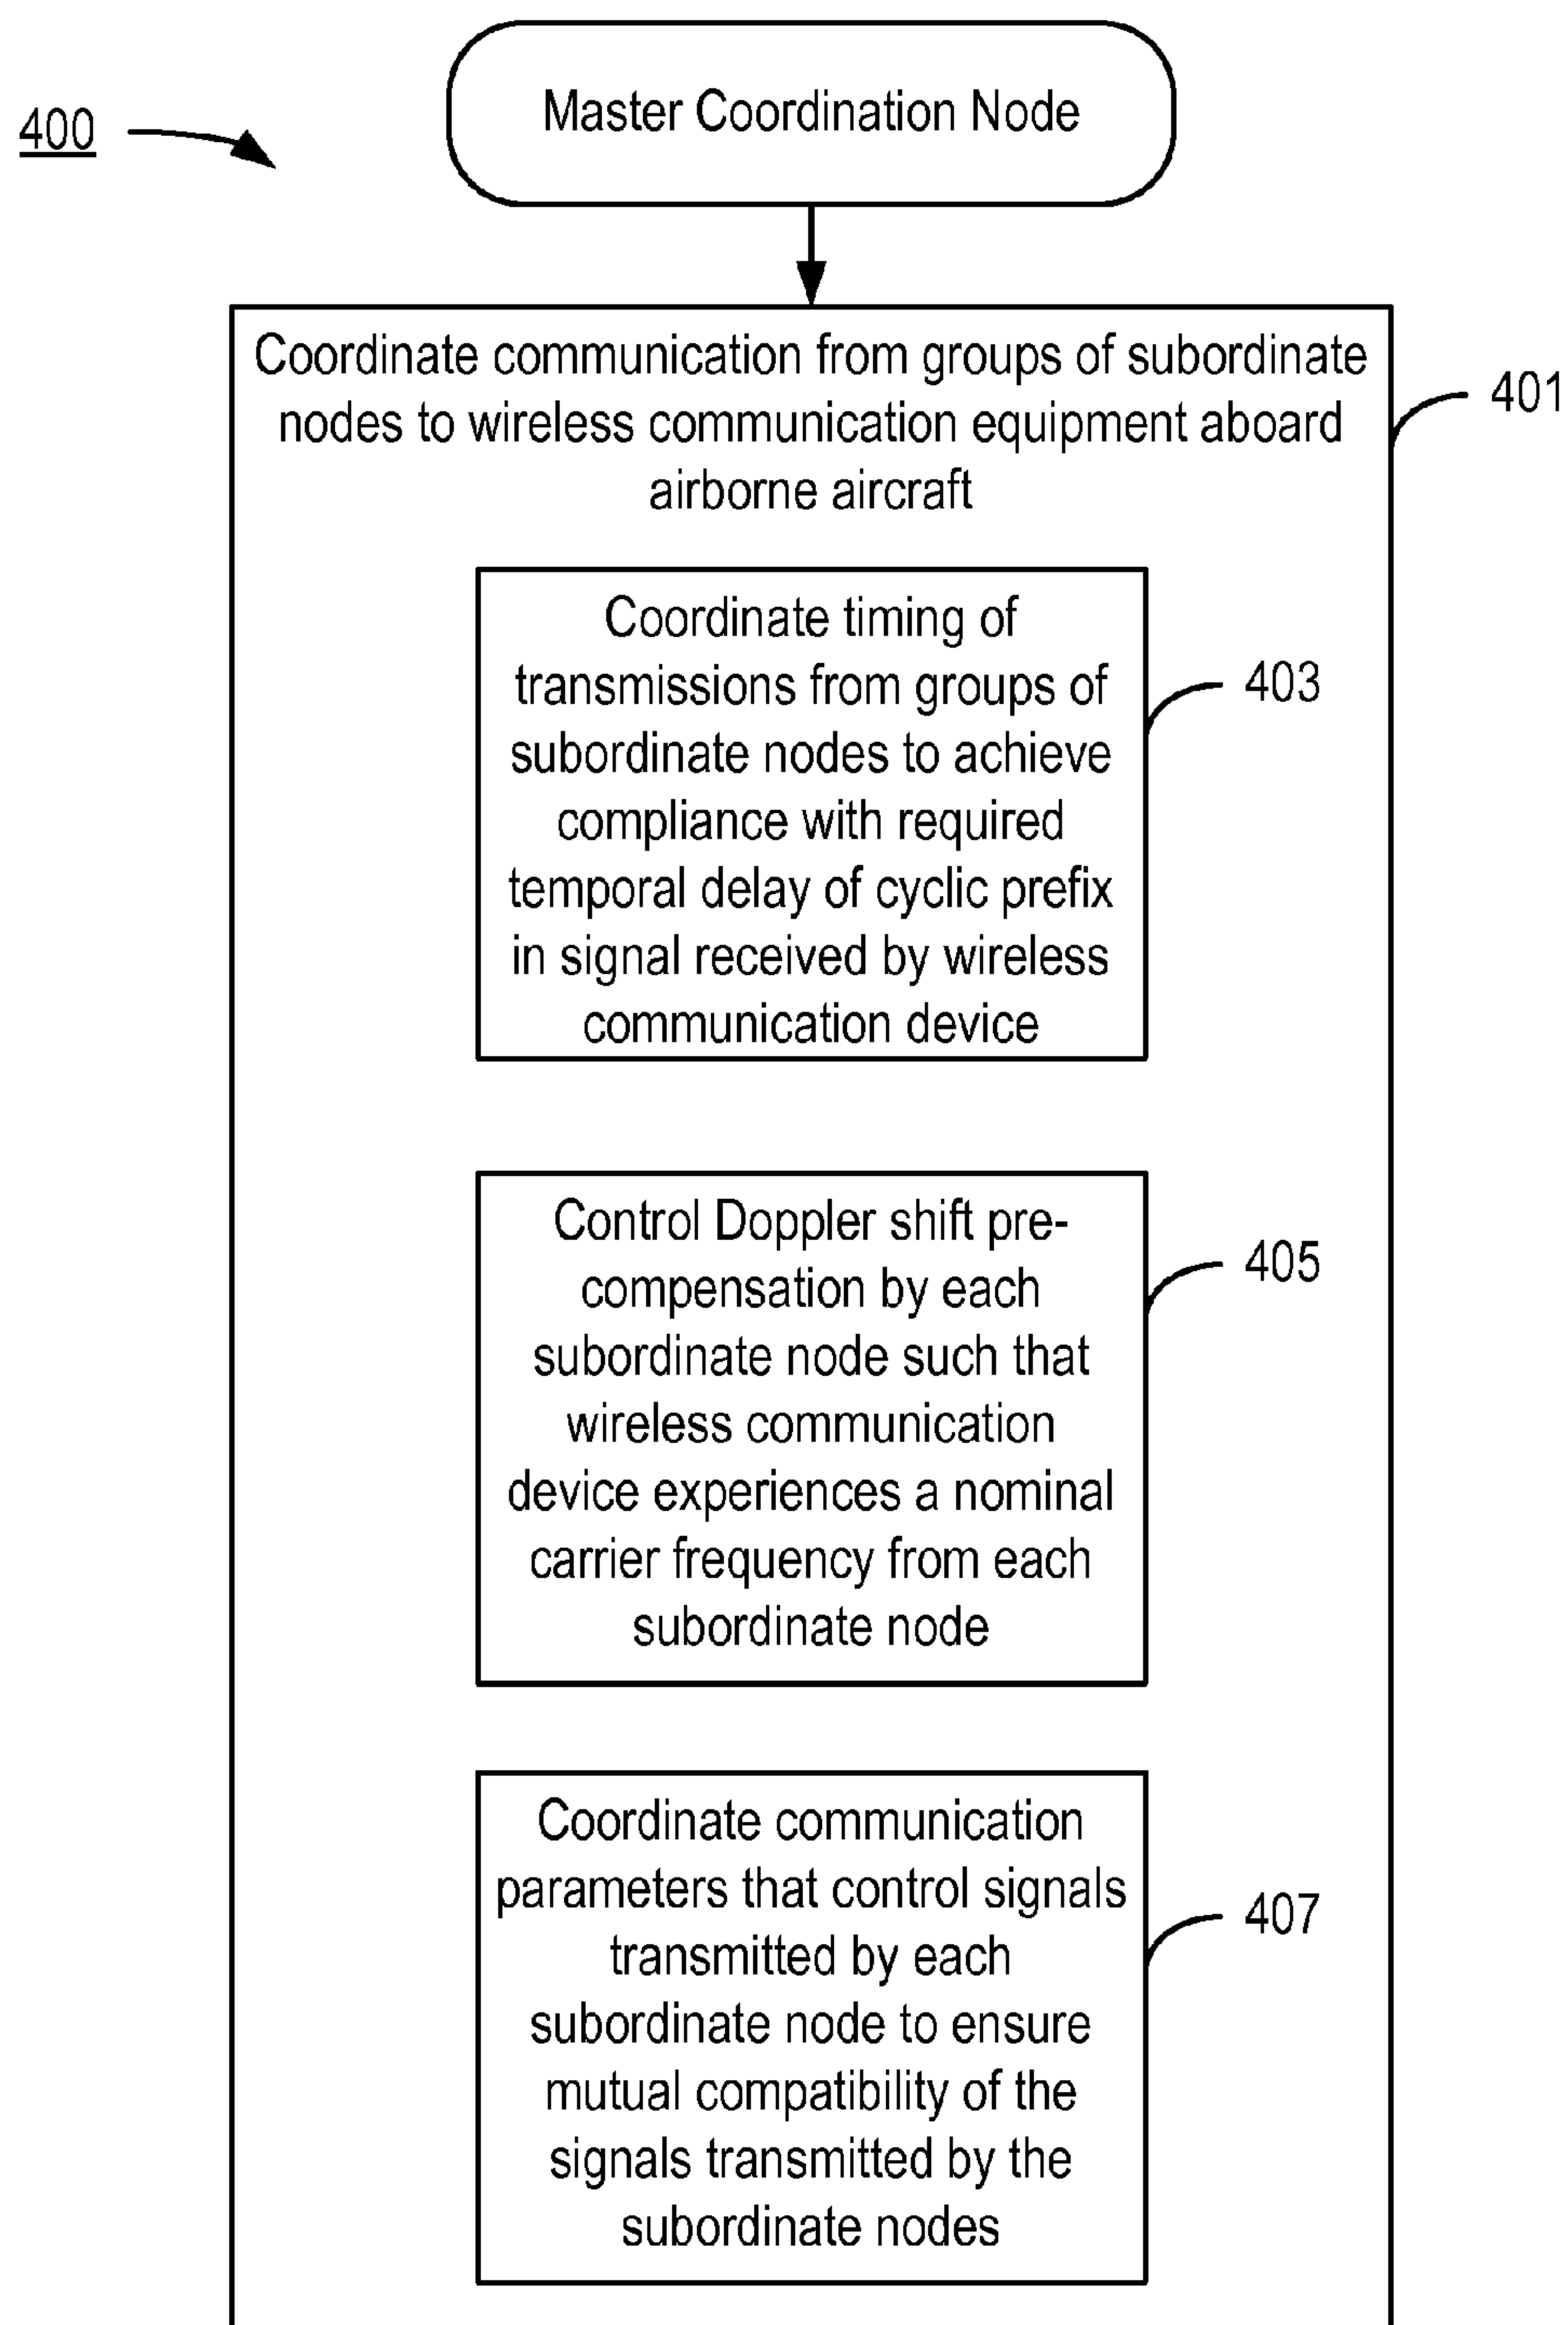 400
Master Coordination Node
Coordinate communication from groups of subordinate
nodes to wireless communication equipment aboard
airborne aircraft
401
Coordinate timing of
transmissions from groups of
subordinate nodes to achieve
compliance with required
temporal delay of cyclic prefix
in signal received by wireless
communication device
403
Control Doppler shift pre-
compensation by each
subordinate node such that
wireless communication
device experiences a nominal
carrier frequency from each
subordinate node
405
Coordinate communication
parameters that control signals
transmitted by each
subordinate node to ensure
mutual compatibility of the
signals transmitted by the
subordinate nodes
407